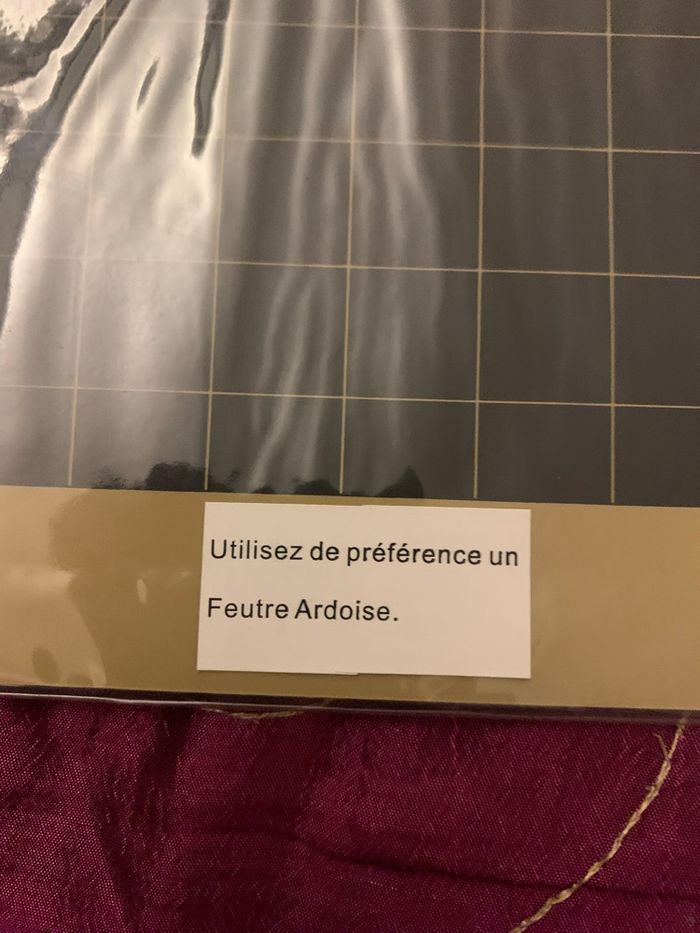 Utilisez de préférence un
Feutre Ardoise.